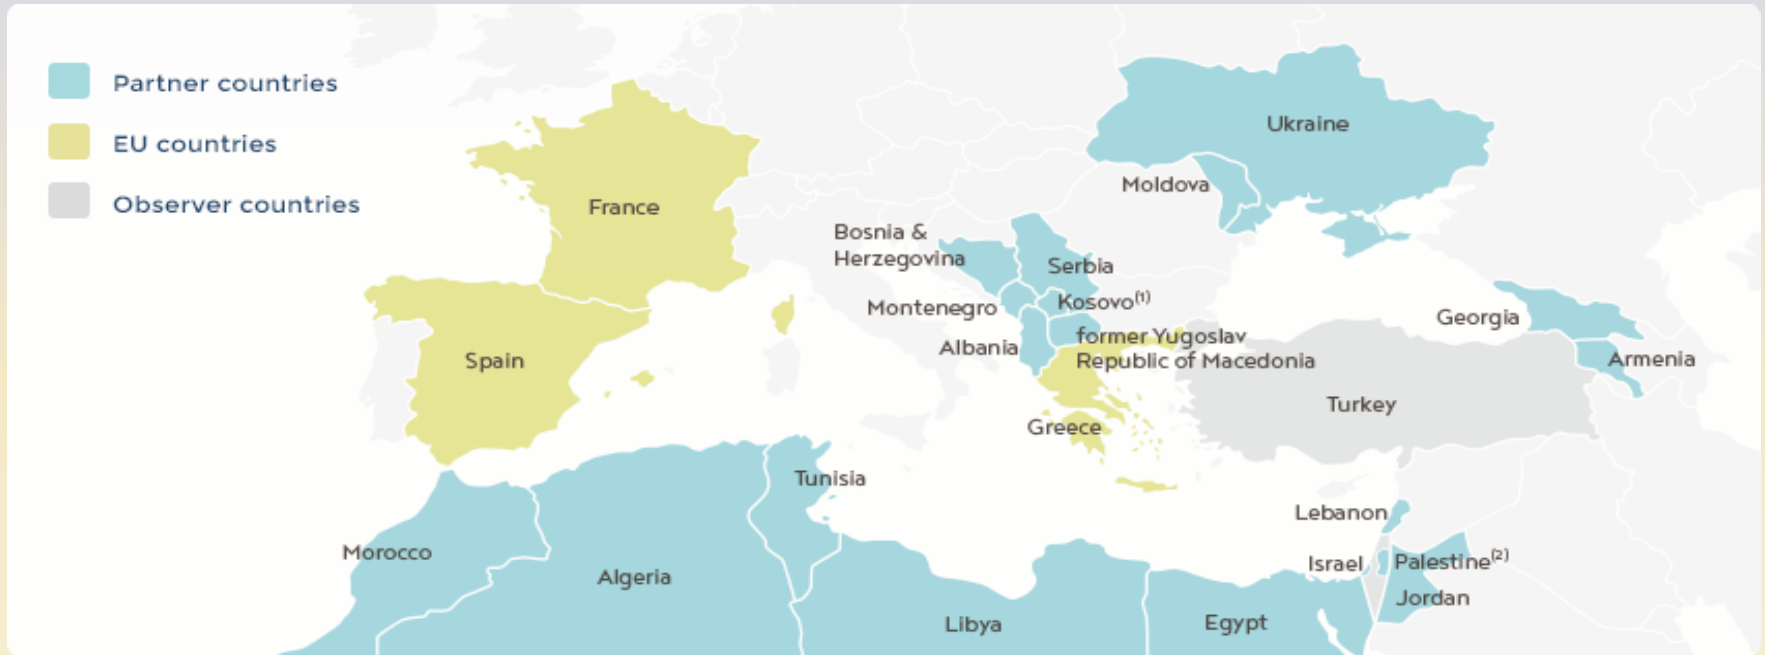 Partner countries
EU countries
Observer countries
Ukraine
Moldova
France
Bosnia &
Herzegovina
Serbia
Kosovo(1)
Montenegro
Georgia
former Yugoslav
Albania
Republic of Macedonia
Armenia
Spain
Turkey
Greece
Tunisia
Lebanon
Morocco
Israel
Palestine(2)
Algeria
Jordan
Libya
Egypt